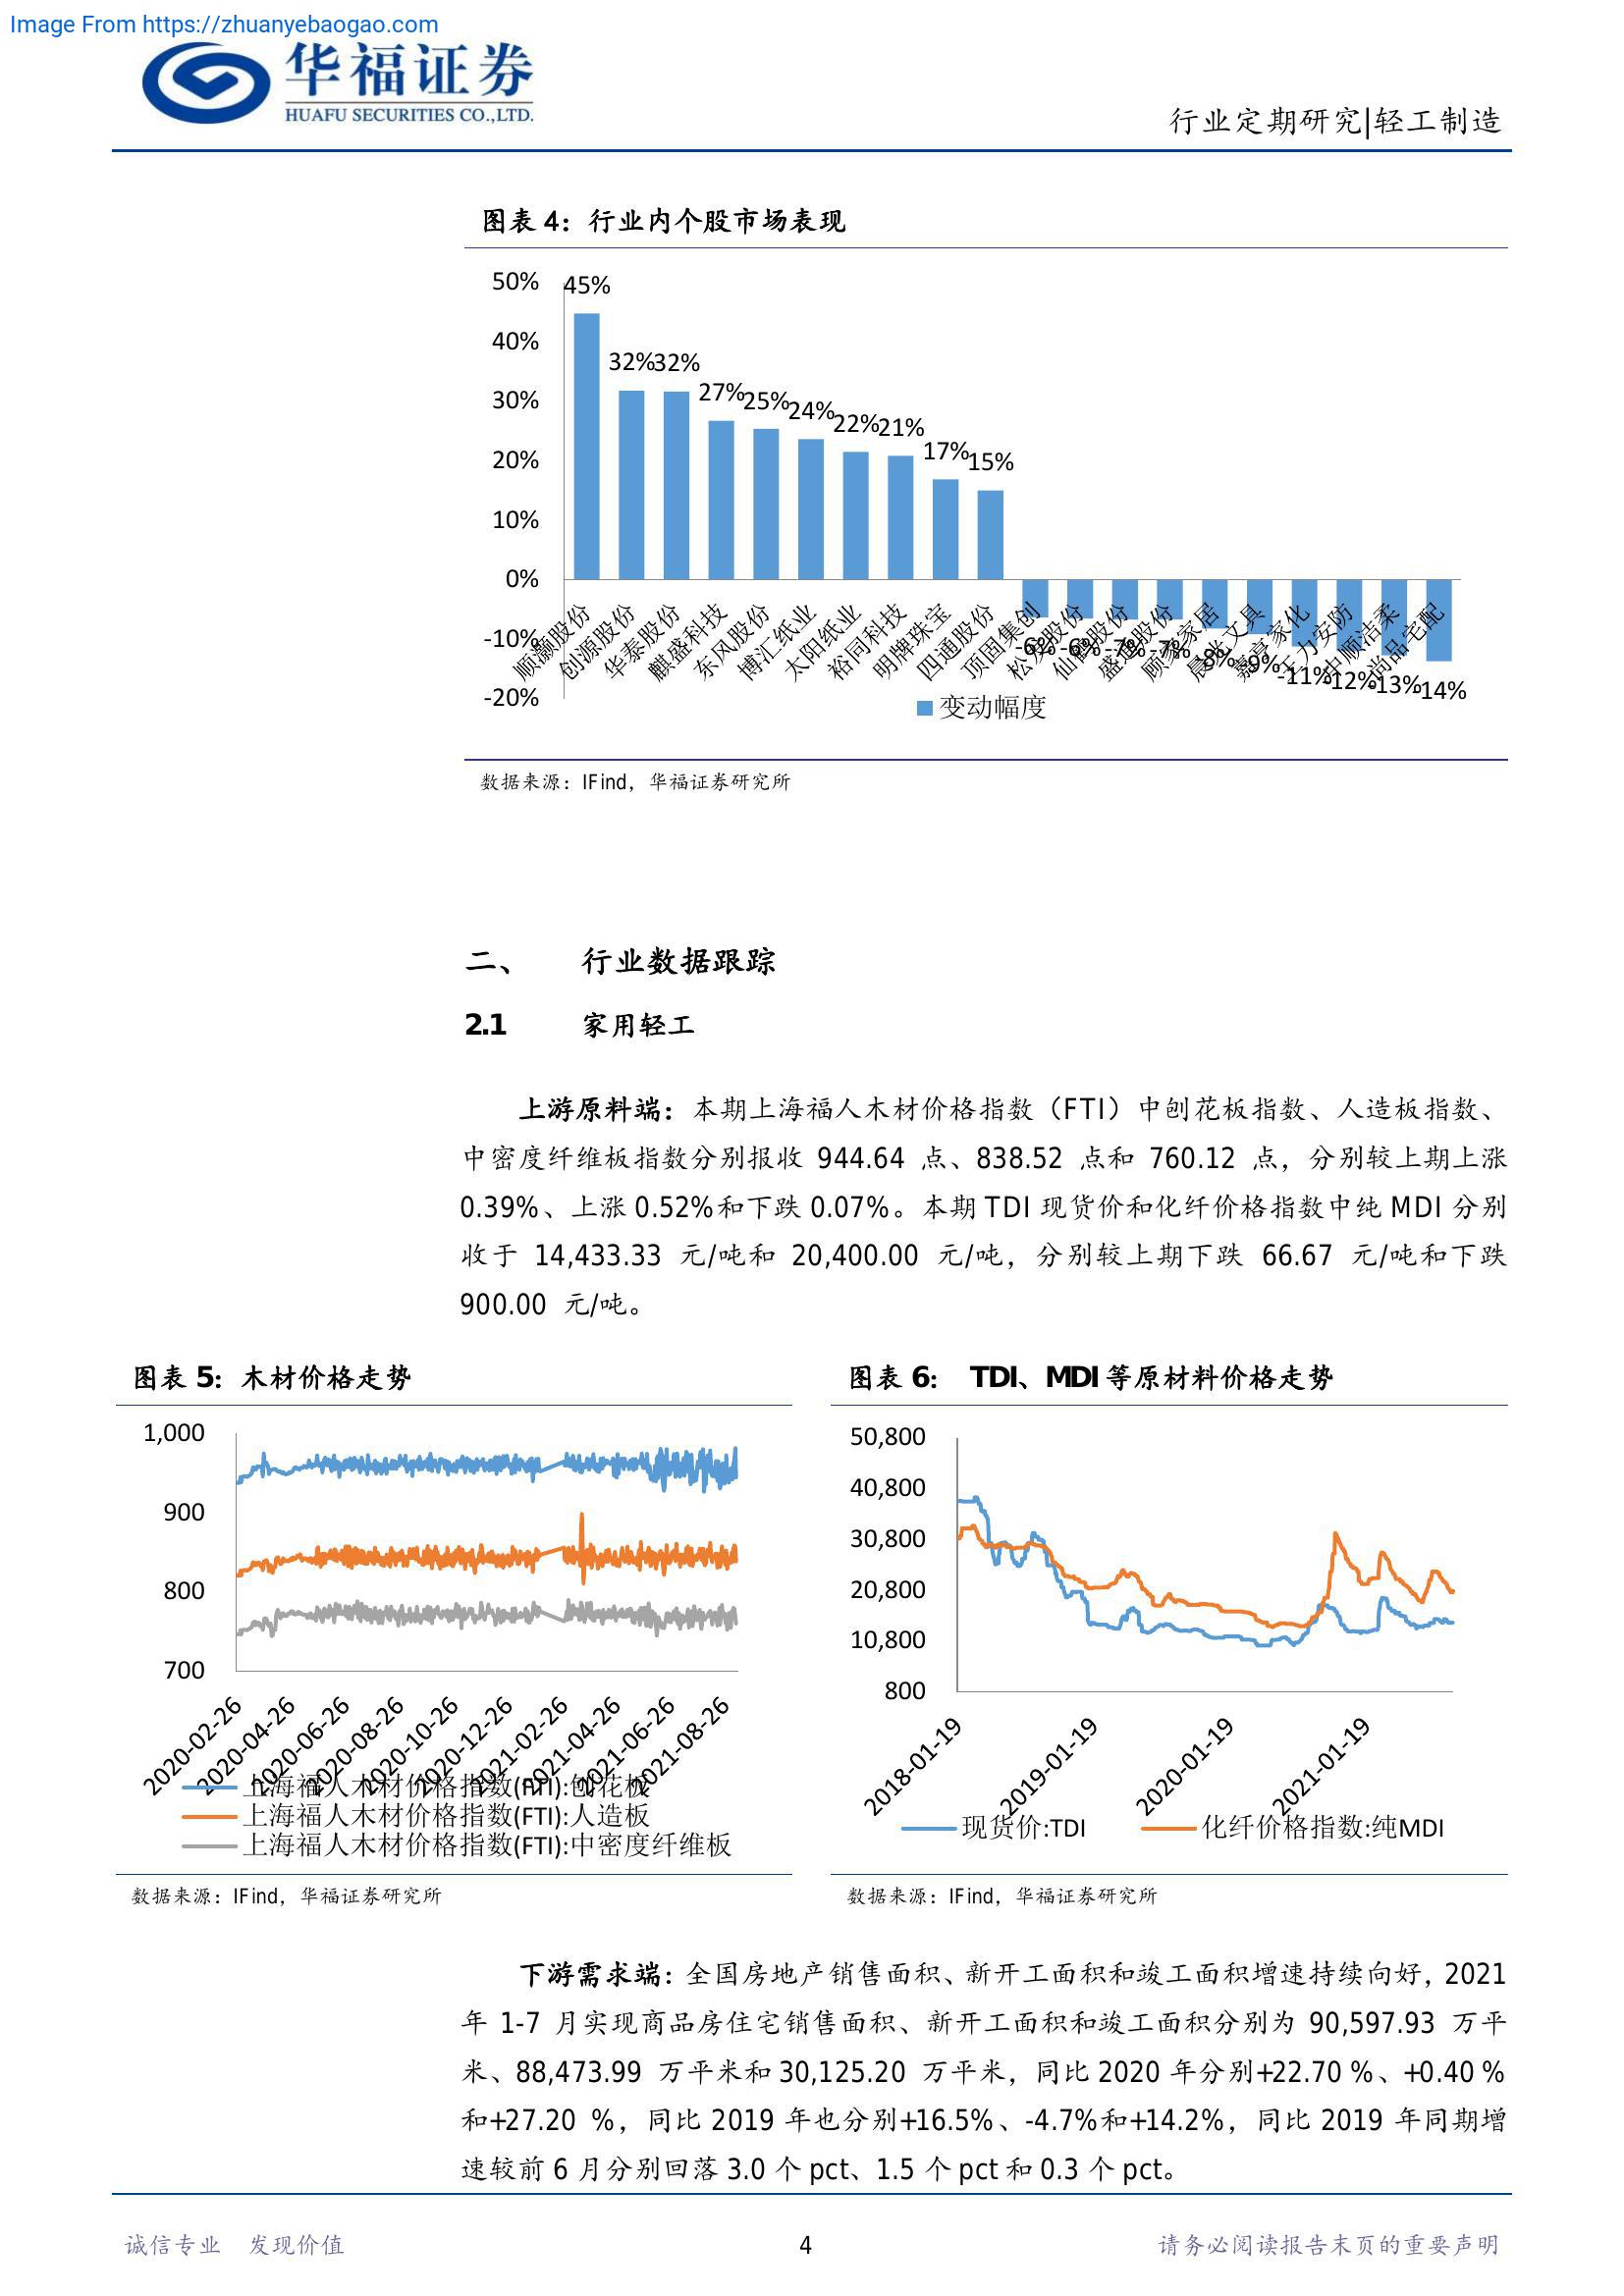 Image From https://zhuanyebaogao.com
华福证券
HUAFU SECURITIES CO.,LTD.
行业定期研究|轻工制造
图表 4：行业内个股市场表现
50%
40%
30%
20%
10%
0%
-10%
-20%
45%
32%
32%
27%
25%
24%
22%
21%
17%
15%
-6%
-6%
-7%
-7%
-8%
-9%
-11%
-12%
-13%
-14%
顺灏股份
创源股份
华泰股份
麒盛科技
东风股份
博汇纸业
太阳纸业
裕同科技
明牌珠宝
四通股份
顶固集创
松炀股份
仙鹤股份
盛通股份
顾家家居
晨光文具
嘉亨家化
王力安防
中顺洁柔
尚品宅配
变动幅度
数据来源：IFind，华福证券研究所
二、 行业数据跟踪
2.1 家用轻工
上游原料端：本期上海福人木材价格指数（FTI）中刨花板指数、人造板指数、
中密度纤维板指数分别报收 944.64 点、838.52 点和 760.12 点，分别较上期上涨
0.39%、上涨 0.52%和下跌 0.07%。本期 TDI 现货价和化纤价格指数中纯 MDI 分别
收于 14,433.33 元/吨和 20,400.00 元/吨，分别较上期下跌 66.67 元/吨和下跌
900.00 元/吨。
图表 5：木材价格走势
1,000
900
800
700
2020-02-26
2020-04-26
2020-06-26
2020-08-26
2020-10-26
2020-12-26
2021-02-26
2021-04-26
2021-06-26
2021-08-26
上海福人木材价格指数(FTI):刨花板
上海福人木材价格指数(FTI):人造板
上海福人木材价格指数(FTI):中密度纤维板
数据来源：IFind，华福证券研究所
图表 6： TDI、MDI 等原材料价格走势
50,800
40,800
30,800
20,800
10,800
800
2018-01-19
2019-01-19
2020-01-19
2021-01-19
现货价:TDI
化纤价格指数:纯MDI
数据来源：IFind，华福证券研究所
下游需求端：全国房地产销售面积、新开工面积和竣工面积增速持续向好，2021
年 1-7 月实现商品房住宅销售面积、新开工面积和竣工面积分别为 90,597.93 万平
米、88,473.99 万平米和 30,125.20 万平米，同比 2020 年分别+22.70 %、+0.40 %
和+27.20 %，同比 2019 年也分别+16.5%、-4.7%和+14.2%，同比 2019 年同期增
速较前 6 月分别回落 3.0 个 pct、1.5 个 pct 和 0.3 个 pct。
诚信专业 发现价值
4
请务必阅读报告末页的重要声明